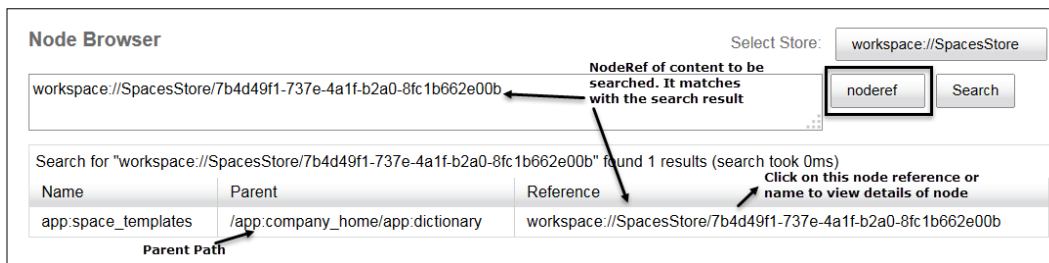 Node Browser
Select Store: workspace://SpacesStore
NodeRef of content to be
searched. It matches
with the search result
workspace://SpacesStore/7b4d49f1-737e-4a1f-b2a0-8fc1b662e00b
noderef Search
Search for "workspace://SpacesStore/7b4d49f1-737e-4a1f-b2a0-8fc1b662e00b" found 1 results (search took 0ms)
Click on this node reference or
name to view details of node
Name Parent Reference
app:space_templates /app:company_home/app:dictionary workspace://SpacesStore/7b4d49f1-737e-4a1f-b2a0-8fc1b662e00b
Parent Path